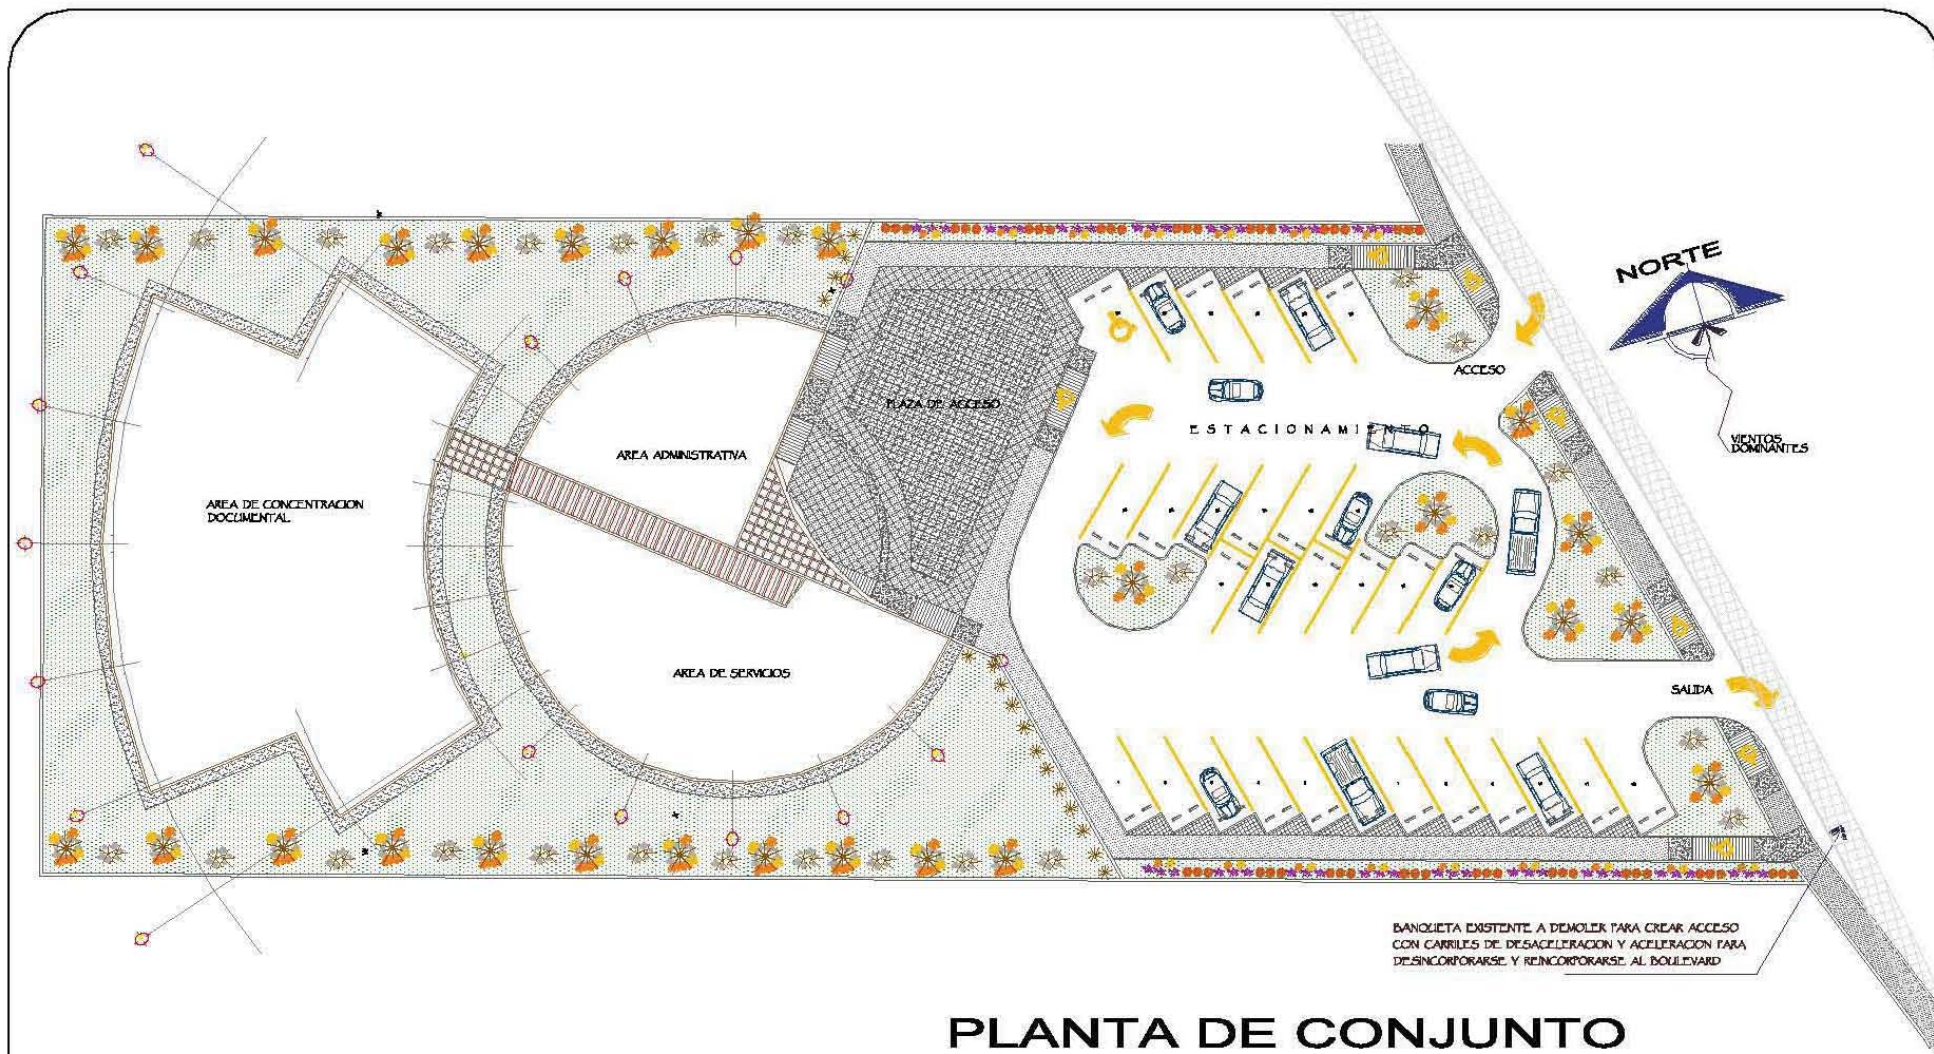 NORTE
ACCESO
PLAZA DE ACCESO
ESTACIONAMIENTO
VIENTOS
DOMINANTES
AREA ADMINISTRATIVA
AREA DE CONCENTRACION
DOCUMENTAL
AREA DE SERVICIOS
SALIDA
BANQUETA EXISTENTE A DEMOLER PARA CREAR ACCESO
CON CARRILES DE DESACELERACION Y ACELERACION PARA
DESINCORPORARSE Y REINCORPORARSE AL BOULEVARD
PLANTA DE CONJUNTO